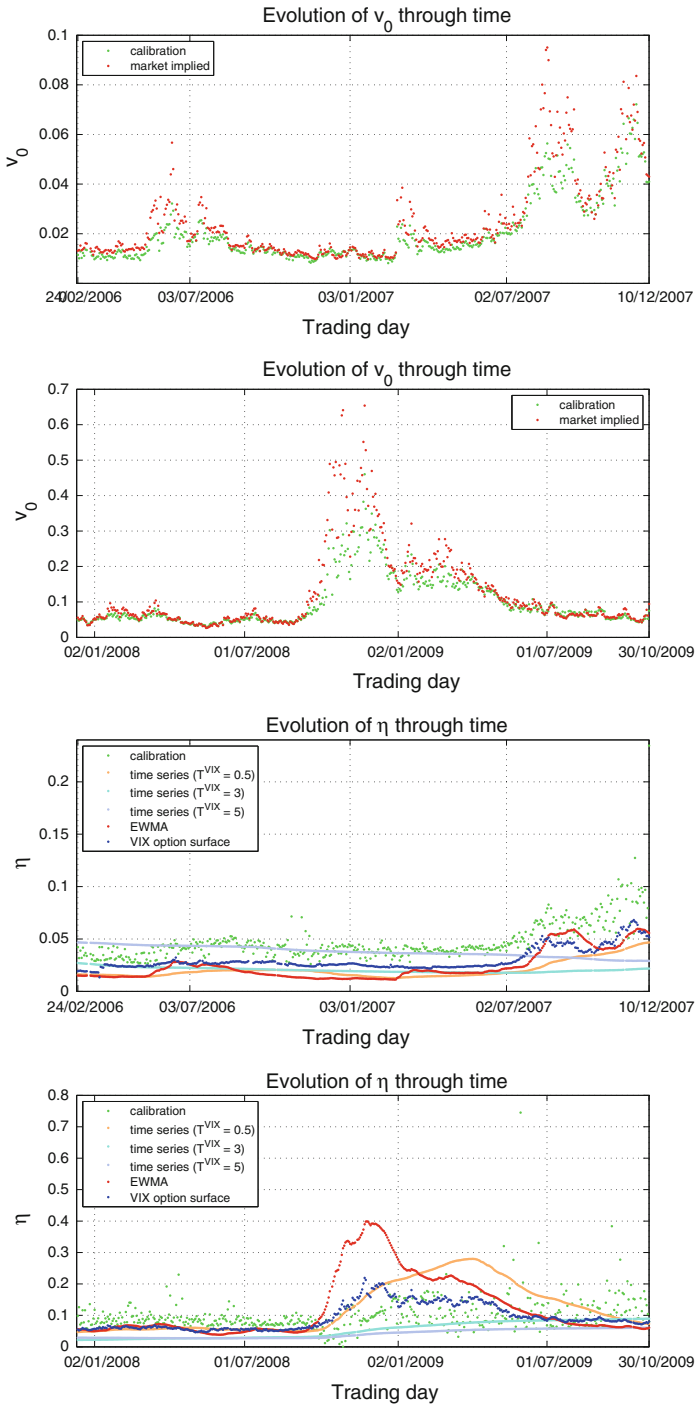 Evolution of v0 through time
0.1
calibration
market implied
0.08
0.06
v0
0.04
0.02
24/02/2006
03/07/2006
03/01/2007
02/07/2007
10/12/2007
Trading day
Evolution of v0 through time
0.7
calibration
market implied
0.6
0.5
0.4
v0
0.3
0.2
0.1
0
02/01/2008
01/07/2008
02/01/2009
01/07/2009
30/10/2009
Trading day
Evolution of η through time
calibration
time series (T^VIX = 0.5)
time series (T^VIX = 3)
time series (T^VIX = 5)
EWMA
VIX option surface
0.2
0.15
η
0.1
0.05
0
24/02/2006
03/07/2006
03/01/2007
02/07/2007
10/12/2007
Trading day
Evolution of η through time
0.8
calibration
time series (T^VIX = 0.5)
time series (T^VIX = 3)
time series (T^VIX = 5)
EWMA
VIX option surface
0.7
0.6
0.5
η
0.4
0.3
0.2
0.1
0
02/01/2008
01/07/2008
02/01/2009
01/07/2009
30/10/2009
Trading day